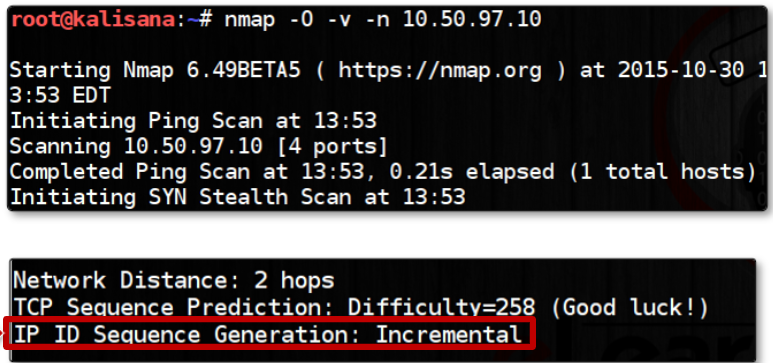 root@kalisana:~# nmap -O -v -n 10.50.97.10
Starting Nmap 6.49BETA5 ( https://nmap.org ) at 2015-10-30 1
3:53 EDT
Initiating Ping Scan at 13:53
Scanning 10.50.97.10 [4 ports]
Completed Ping Scan at 13:53, 0.21s elapsed (1 total hosts)
Initiating SYN Stealth Scan at 13:53
Network Distance: 2 hops
TCP Sequence Prediction: Difficulty=258 (Good luck!)
IP ID Sequence Generation: Incremental